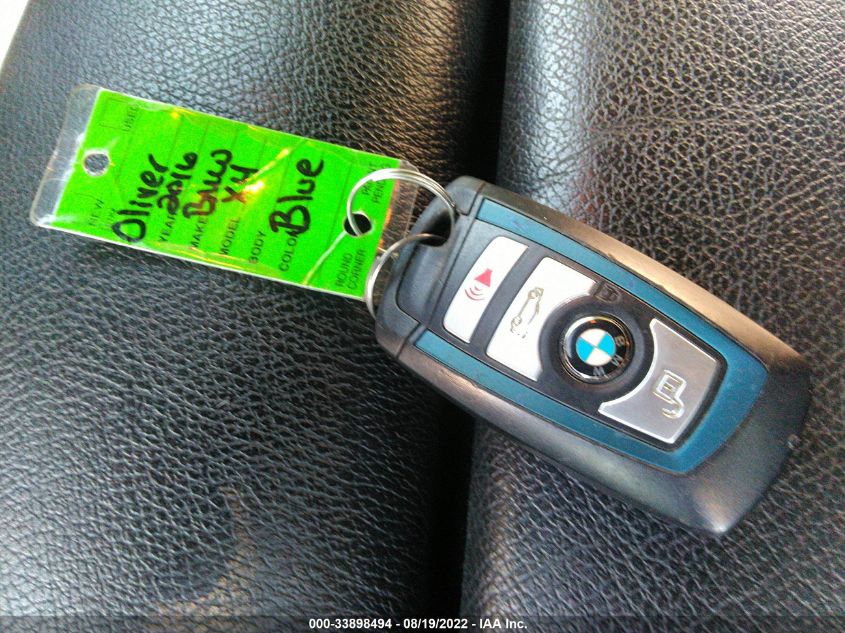 NEW
USED
Oliver
YEAR 2016
MAKE BMW
MODEL X4
BODY
COLOR Blue
ROUND
CORNER
BMW
000-33898494 - 08/19/2022 - IAA Inc.